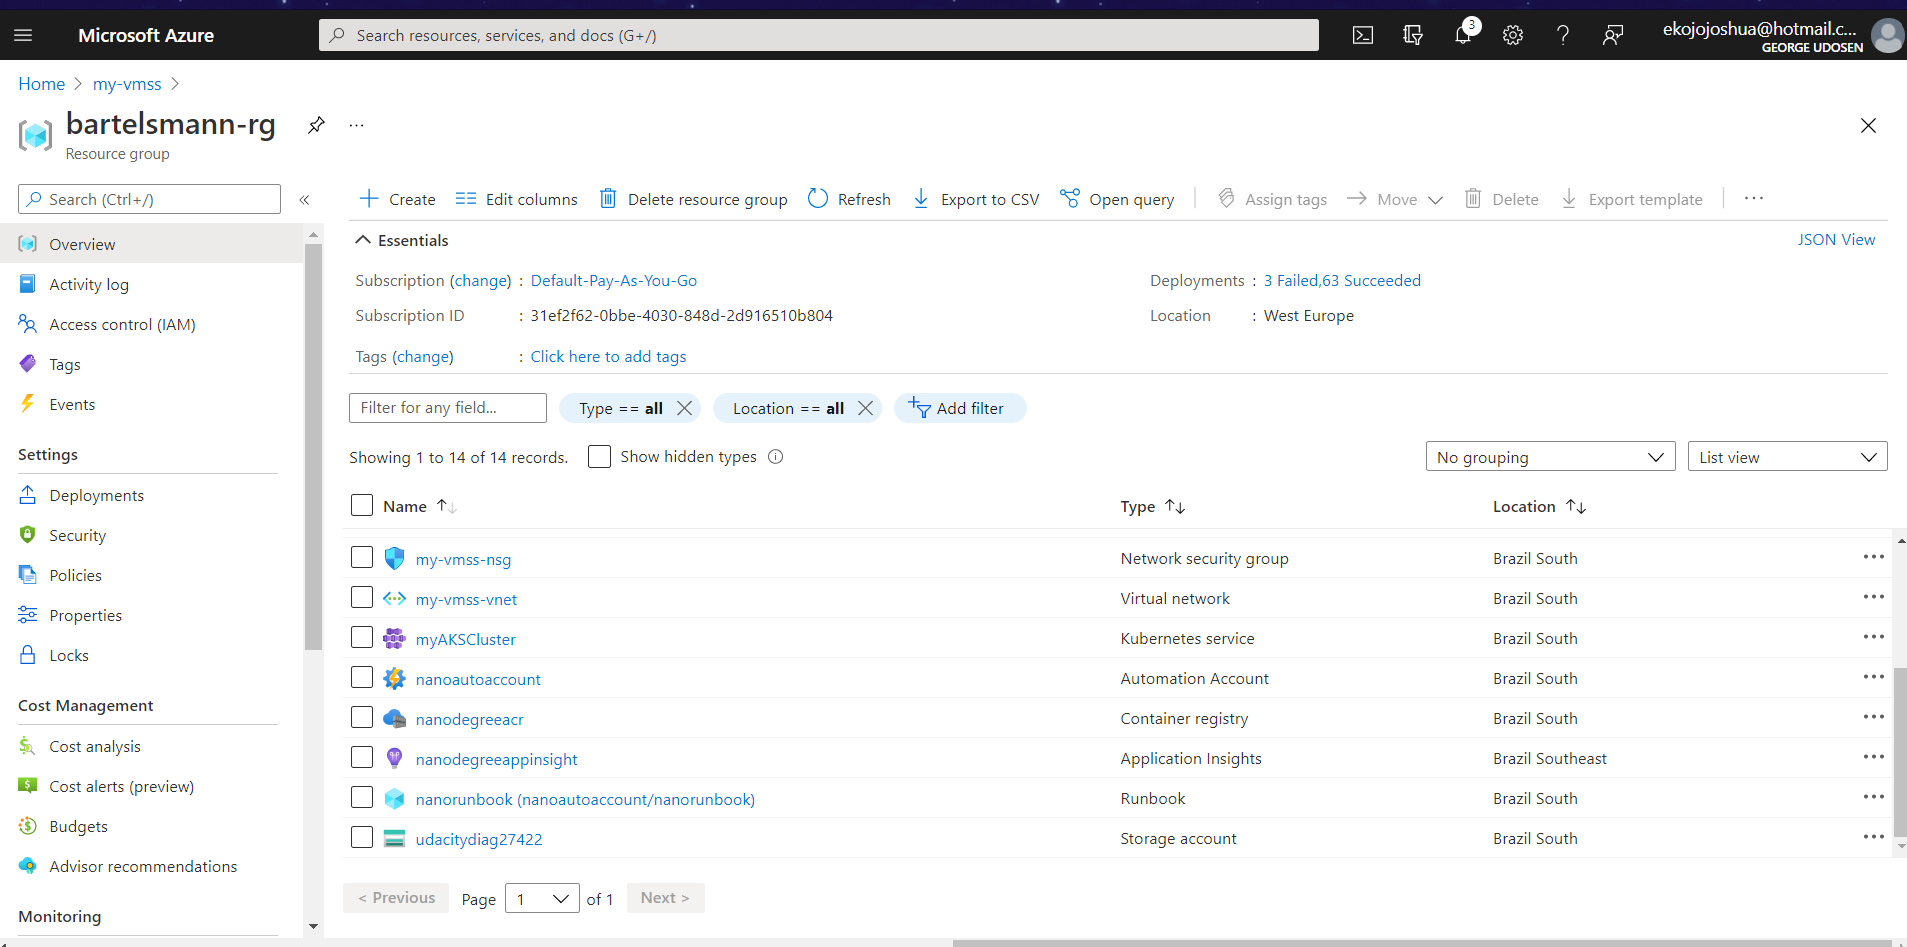 Microsoft Azure
Search resources, services, and docs (G+/)
3
ekojojoshua@hotmail.c...
GEORGE UDOSEN
Home > my-vmss >
bartelsmann-rg
Resource group
Search (Ctrl+/)
«
Create
Edit columns
Delete resource group
Refresh
Export to CSV
Open query
Assign tags
Move
Delete
Export template
Overview
Activity log
Access control (IAM)
Tags
Events
Settings
Deployments
Security
Policies
Properties
Locks
Cost Management
Cost analysis
Cost alerts (preview)
Budgets
Advisor recommendations
Monitoring
Essentials
JSON View
Subscription (change) : Default-Pay-As-You-Go
Deployments : 3 Failed,63 Succeeded
Subscription ID : 31ef2f62-0bbe-4030-848d-2d916510b804
Location : West Europe
Tags (change) : Click here to add tags
Filter for any field...
Type == all
Location == all
Add filter
Showing 1 to 14 of 14 records.
Show hidden types
No grouping
List view
Name Type Location
my-vmss-nsg Network security group Brazil South
my-vmss-vnet Virtual network Brazil South
myAKSCluster Kubernetes service Brazil South
nanoautoaccount Automation Account Brazil South
nanodegreeacr Container registry Brazil South
nanodegreeappinsight Application Insights Brazil Southeast
nanorunbook (nanoautoaccount/nanorunbook) Runbook Brazil South
udacitydiag27422 Storage account Brazil South
< Previous Page 1 of 1 Next >